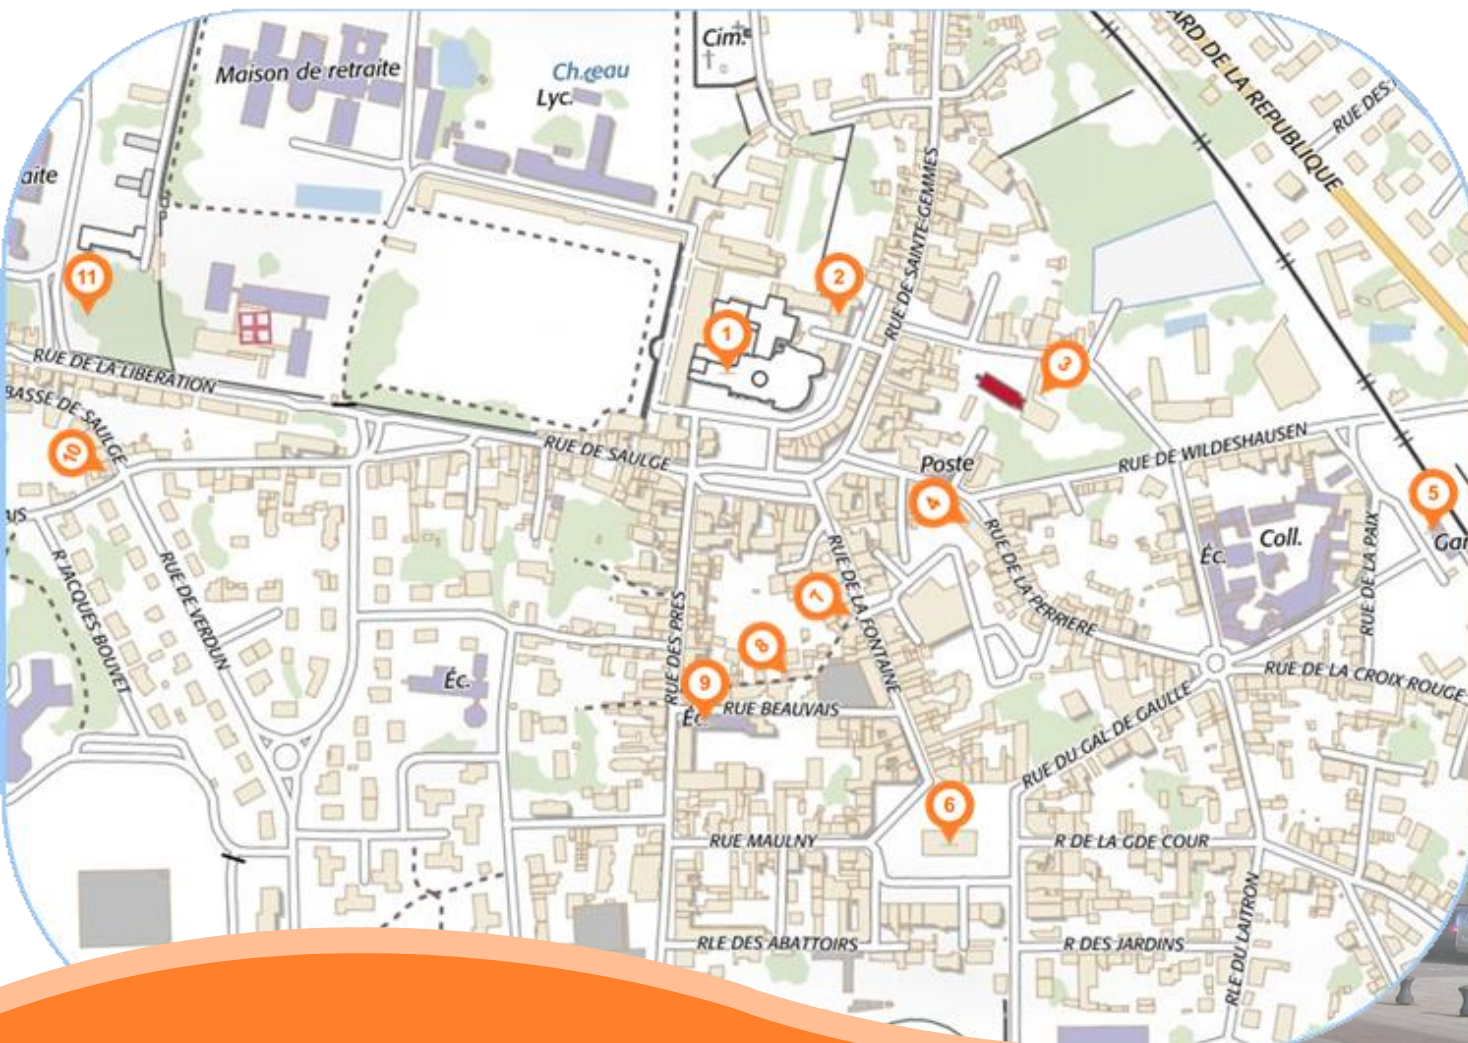 Cim.
ARD DE LA REPUBLIQUE
Maison de retraite
Lyc.
RUE DES
aite
RUE DE SAINTE-GEMMES
11
2
1
3
RUE DE LA LIBERATION
BASSE DE SAULGE
10
RUE DE SAULGE
Poste
RUE DE WILDESHAUSEN
4
5
AIS
Éc.
Coll.
Gar
RUE DE LA PAIX
R JACQUES BOUVET
RUE DE VERDUN
RUE DE LA FONTAINE
RUE DE LA PERRIERE
7
8
RUE DES PRES
Éc.
9
Éc.
RUE BEAUVAIS
RUE DE LA CROIX ROUGE
RUE DU GAL DE GAULLE
6
RUE MAULNY
R DE LA GDE COUR
RLE DES ABATTOIRS
R DES JARDINS
RLE DU LAITRON